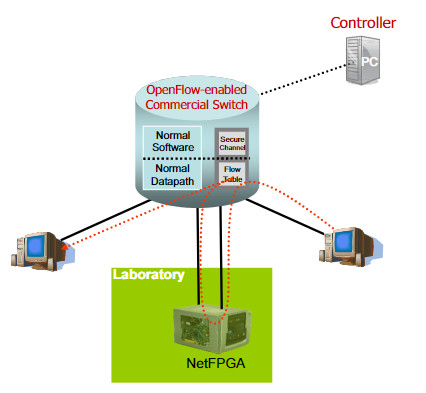 Controller
PC
OpenFlow-enabled
Commercial Switch
Normal
Software
Secure
Channel
Normal
Datapath
Flow
Table
Laboratory
NetFPGA